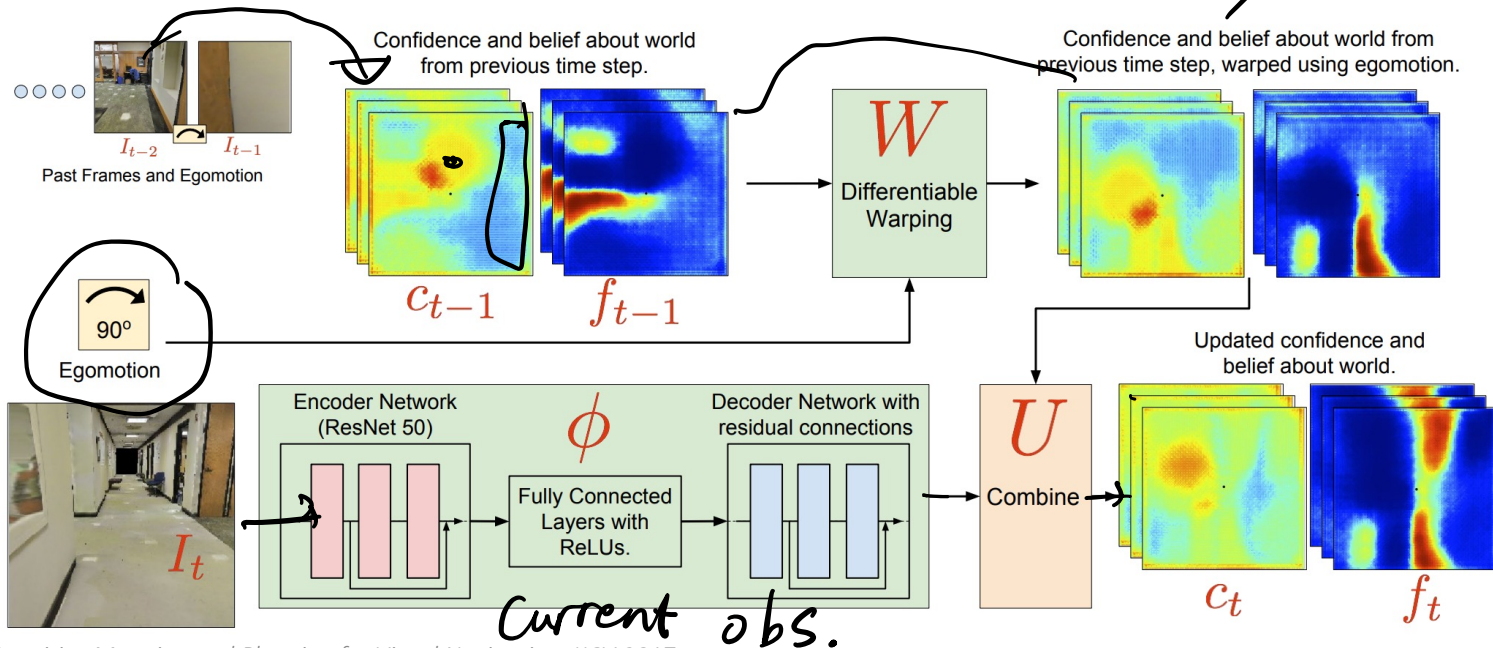 Confidence and belief about world
from previous time step.
Confidence and belief about world from
previous time step, warped using egomotion.
I_{t-2}
I_{t-1}
Past Frames and Egomotion
W
Differentiable
Warping
c_{t-1}
f_{t-1}
90º
Egomotion
Updated confidence and
belief about world.
Encoder Network
(ResNet 50)
ϕ
Decoder Network with
residual connections
Fully Connected
Layers with
ReLUs.
U
Combine
I_t
c_t
f_t
Current obs.